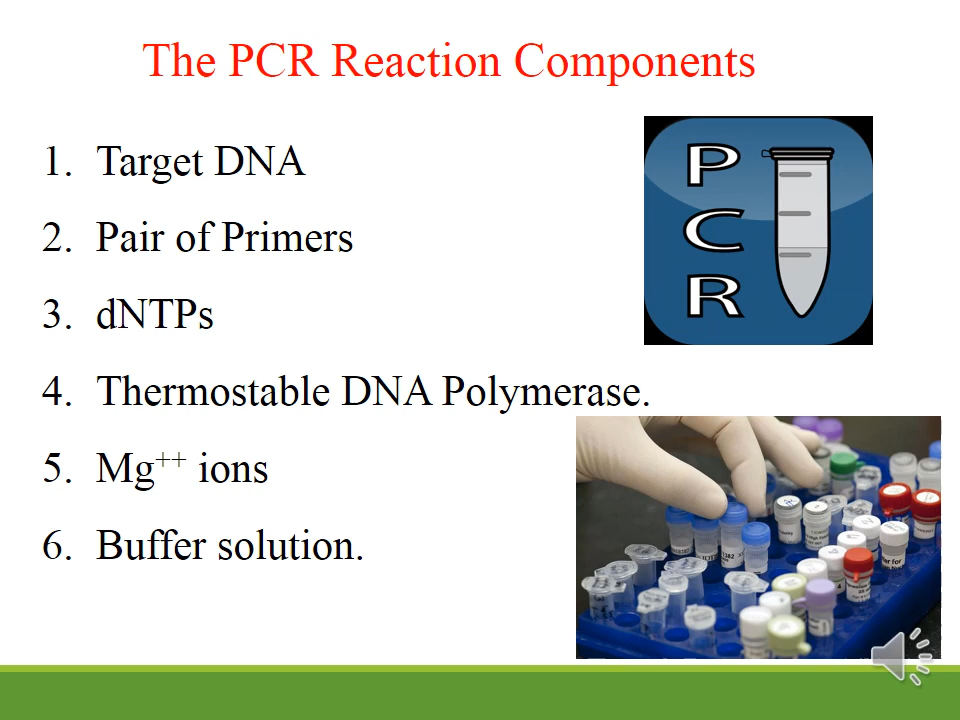 The PCR Reaction Components
1. Target DNA
2. Pair of Primers
3. dNTPs
4. Thermostable DNA Polymerase.
5. Mg++ ions
6. Buffer solution.
P
C
R